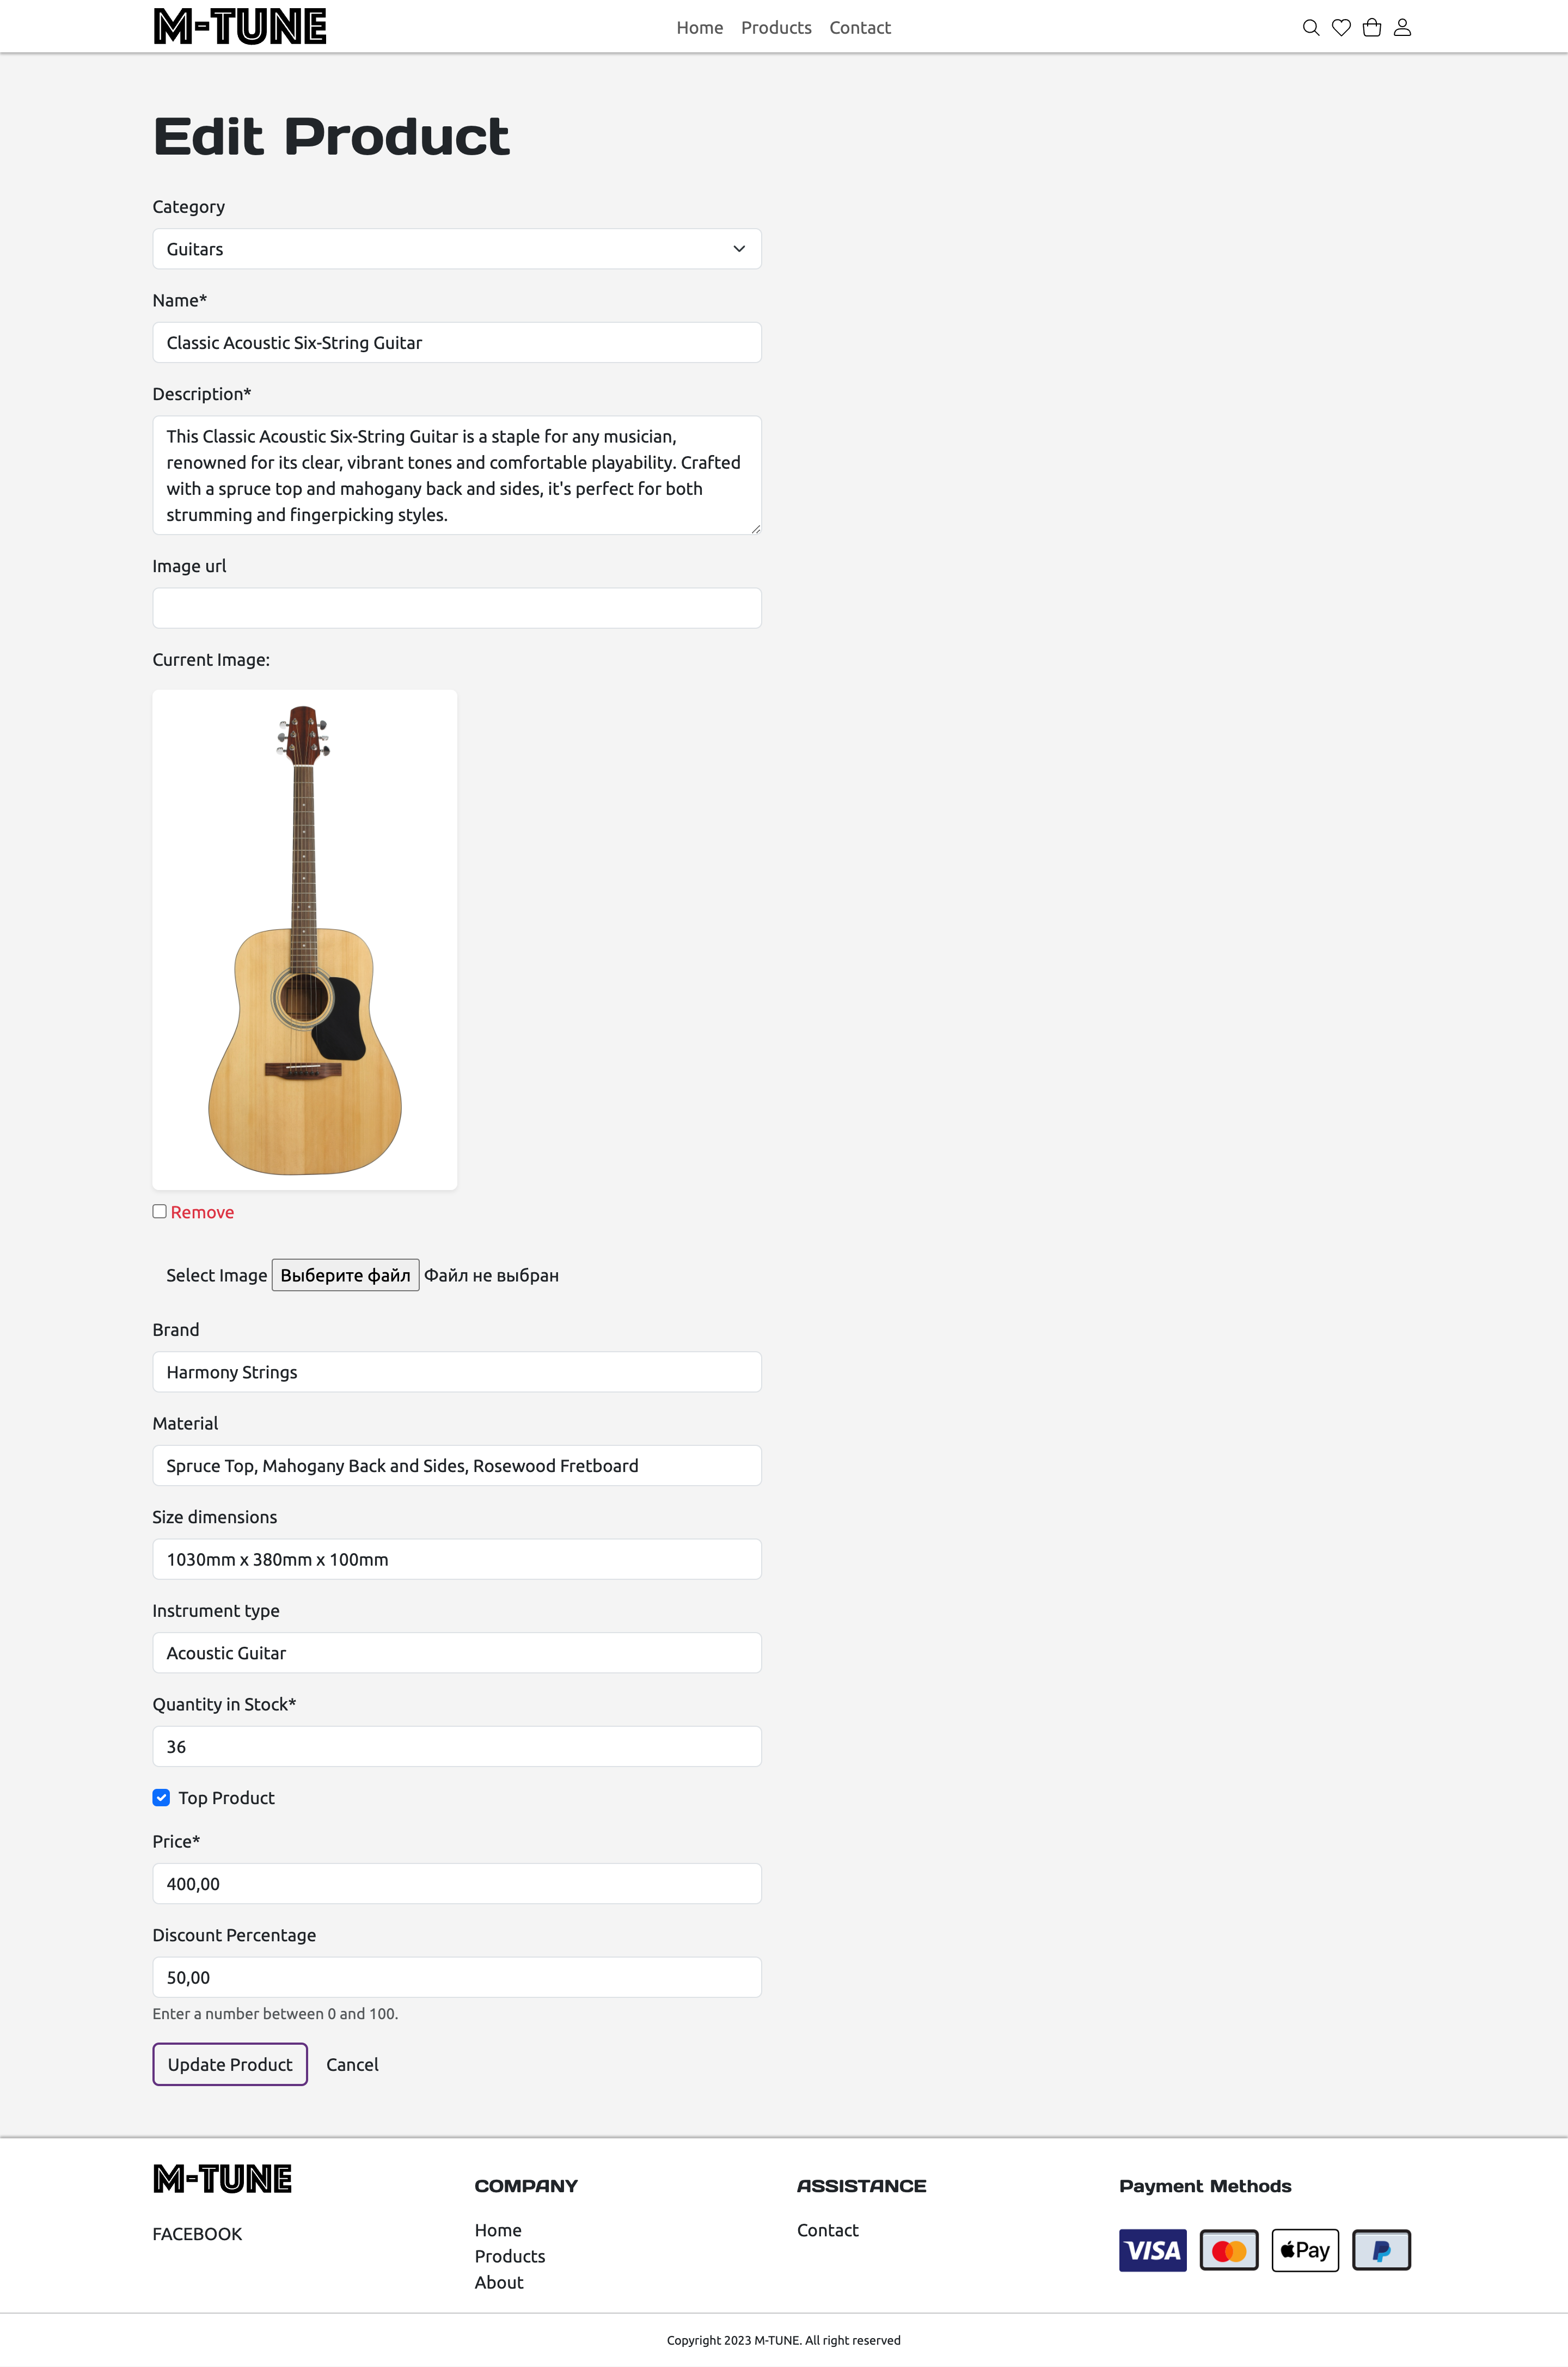 M-TUNE
Home Products Contact
Edit Product
Category
Guitars
Name*
Classic Acoustic Six-String Guitar
Description*
This Classic Acoustic Six-String Guitar is a staple for any musician,
renowned for its clear, vibrant tones and comfortable playability. Crafted
with a spruce top and mahogany back and sides, it's perfect for both
strumming and fingerpicking styles.
Image url
Current Image:
Remove
Select Image Выберите файл Файл не выбран
Brand
Harmony Strings
Material
Spruce Top, Mahogany Back and Sides, Rosewood Fretboard
Size dimensions
1030mm x 380mm x 100mm
Instrument type
Acoustic Guitar
Quantity in Stock*
36
Top Product
Price*
400,00
Discount Percentage
50,00
Enter a number between 0 and 100.
Update Product Cancel
M-TUNE
FACEBOOK
COMPANY
Home
Products
About
ASSISTANCE
Contact
Payment Methods
VISA Pay P
Copyright 2023 M-TUNE. All right reserved